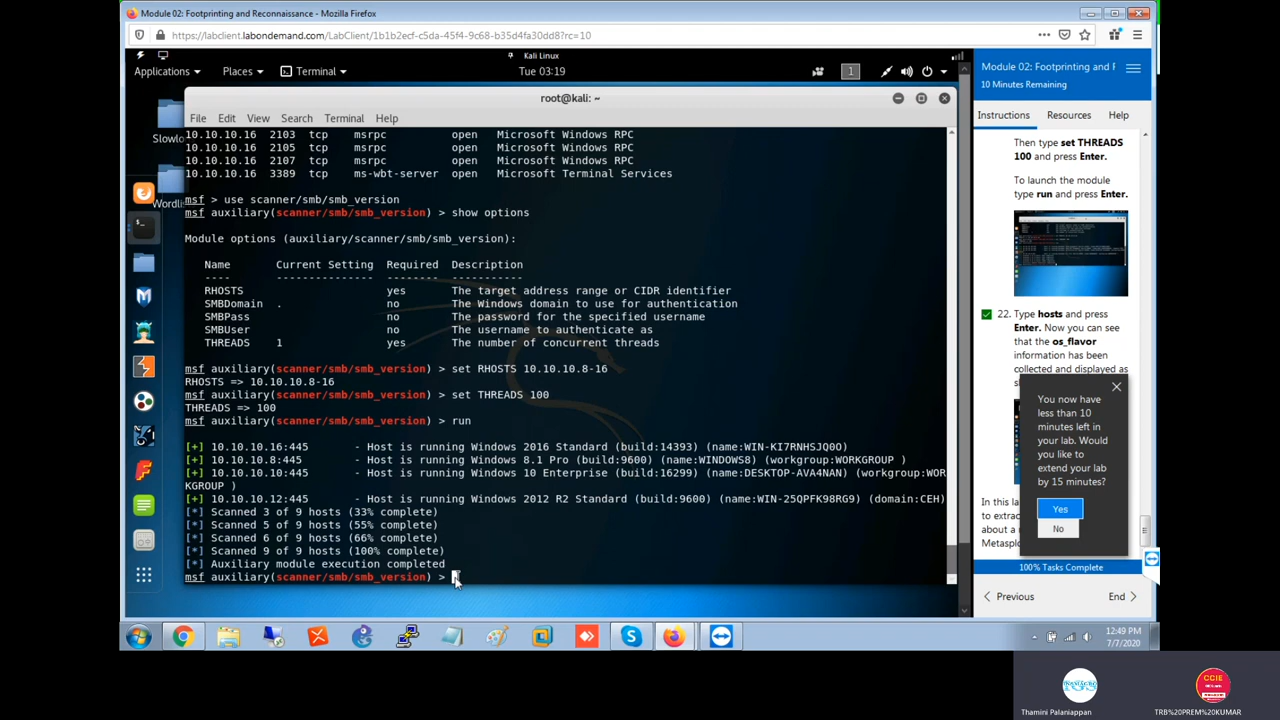 Module 02: Footprinting and Reconnaissance - Mozilla Firefox
https://labclient.labondemand.com/LabClient/1b1b2ecf-6cda-45f4-9c68-b35d4fa30dd8?rc=10
Kali Linux
Applications Places Terminal Tue 03:19 1
root@kali: ~
File Edit View Search Terminal Help
Slowlo
Wordlis
10.10.10.16 2103 tcp msrpc open Microsoft Windows RPC
10.10.10.16 2105 tcp msrpc open Microsoft Windows RPC
10.10.10.16 2107 tcp msrpc open Microsoft Windows RPC
10.10.10.16 3389 tcp ms-wbt-server open Microsoft Terminal Services
msf > use scanner/smb/smb_version
msf auxiliary(scanner/smb/smb_version) > show options
Module options (auxiliary/scanner/smb/smb_version):
Name Current Setting Required Description
---- --------------- -------- -----------
RHOSTS yes The target address range or CIDR identifier
SMBDomain . no The Windows domain to use for authentication
SMBPass no The password for the specified username
SMBUser no The username to authenticate as
THREADS 1 yes The number of concurrent threads
msf auxiliary(scanner/smb/smb_version) > set RHOSTS 10.10.10.8-16
RHOSTS => 10.10.10.8-16
msf auxiliary(scanner/smb/smb_version) > set THREADS 100
THREADS => 100
msf auxiliary(scanner/smb/smb_version) > run
[+] 10.10.10.16:445 - Host is running Windows 2016 Standard (build:14393) (name:WIN-KI7RNHSJQ0O)
[+] 10.10.10.8:445 - Host is running Windows 8.1 Pro (build:9600) (name:WINDOWS8) (workgroup:WORKGROUP )
[+] 10.10.10.10:445 - Host is running Windows 10 Enterprise (build:16299) (name:DESKTOP-AVA4NAN) (workgroup:WOR
KGROUP )
[+] 10.10.10.12:445 - Host is running Windows 2012 R2 Standard (build:9600) (name:WIN-25QPFK98RG9) (domain:CEH)
[*] Scanned 3 of 9 hosts (33% complete)
[*] Scanned 5 of 9 hosts (55% complete)
[*] Scanned 6 of 9 hosts (66% complete)
[*] Scanned 9 of 9 hosts (100% complete)
[*] Auxiliary module execution completed
msf auxiliary(scanner/smb/smb_version) >
Module 02: Footprinting and F
10 Minutes Remaining
Instructions Resources Help
Then type set THREADS
100 and press Enter.
To launch the module
type run and press Enter.
22. Type hosts and press
Enter. Now you can see
that the os_flavor
information has been
collected and displayed as
You now have
less than 10
minutes left in
your lab. Would
you like to
extend your lab
by 15 minutes?
Yes
No
In this la
to extrac
about a
Metasplo
100% Tasks Complete
Previous End
12:49 PM
7/7/2020
CCIE
Thamini Palaniappan
TRB%20PREM%20KUMAR